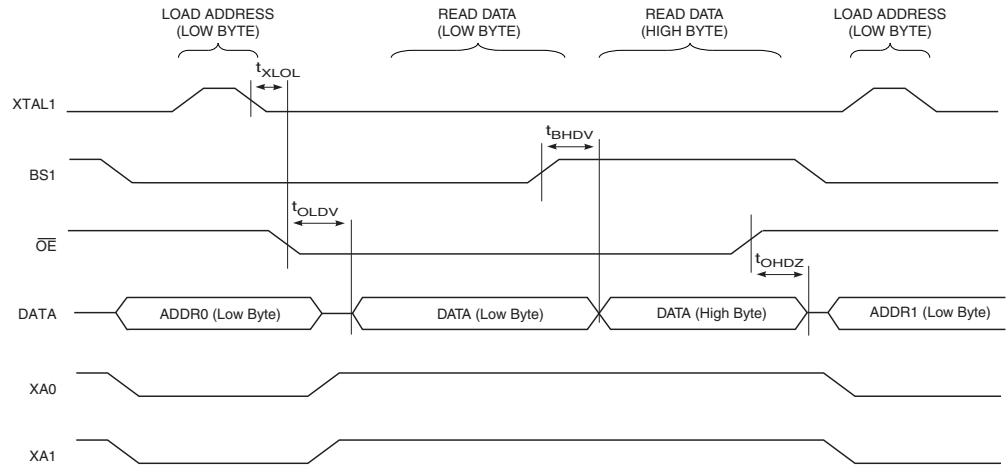 LOAD ADDRESS
(LOW BYTE)
READ DATA
(LOW BYTE)
READ DATA
(HIGH BYTE)
LOAD ADDRESS
(LOW BYTE)
tXLOL
XTAL1
tBHDV
BS1
tOLDV
OE
tOHDZ
DATA
ADDR0 (Low Byte)
DATA (Low Byte)
DATA (High Byte)
ADDR1 (Low Byte)
XA0
XA1